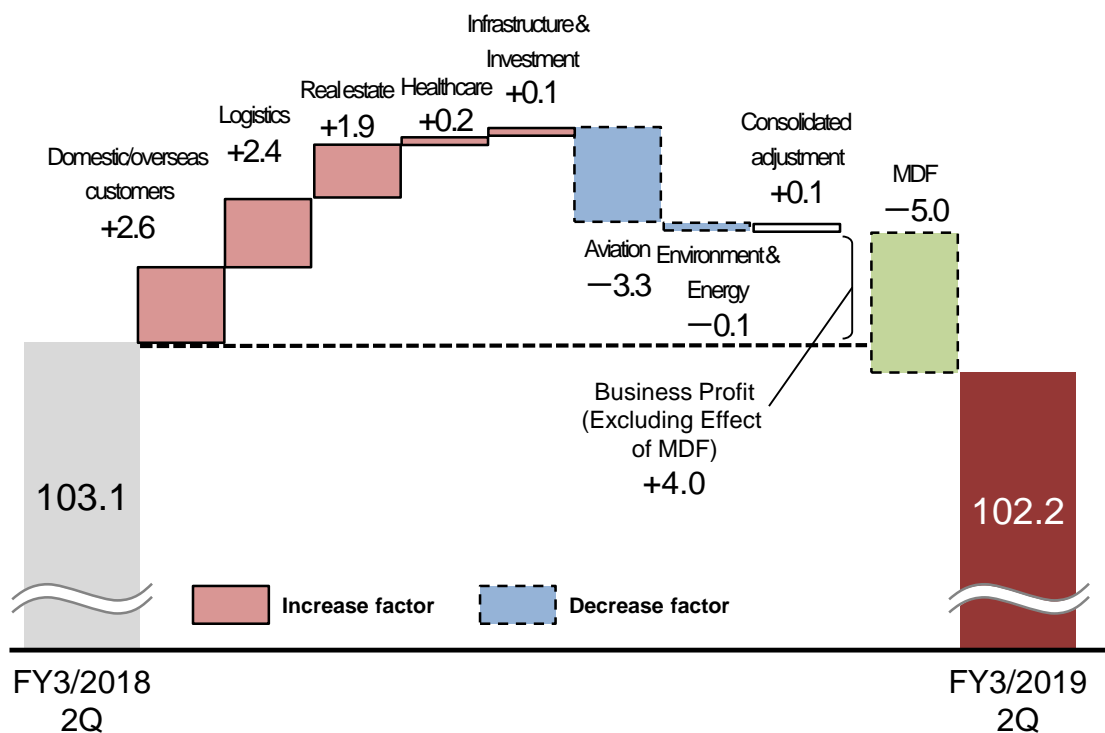 Infrastructure &
Investment
+0.1
Real estate
+1.9
Healthcare
+0.2
Logistics
+2.4
Domestic/overseas
customers
+2.6
Consolidated
adjustment
+0.1
MDF
－5.0
Aviation
－3.3
Environment &
Energy
－0.1
Business Profit
(Excluding Effect
of MDF)
+4.0
103.1
102.2
Increase factor
Decrease factor
FY3/2018
2Q
FY3/2019
2Q